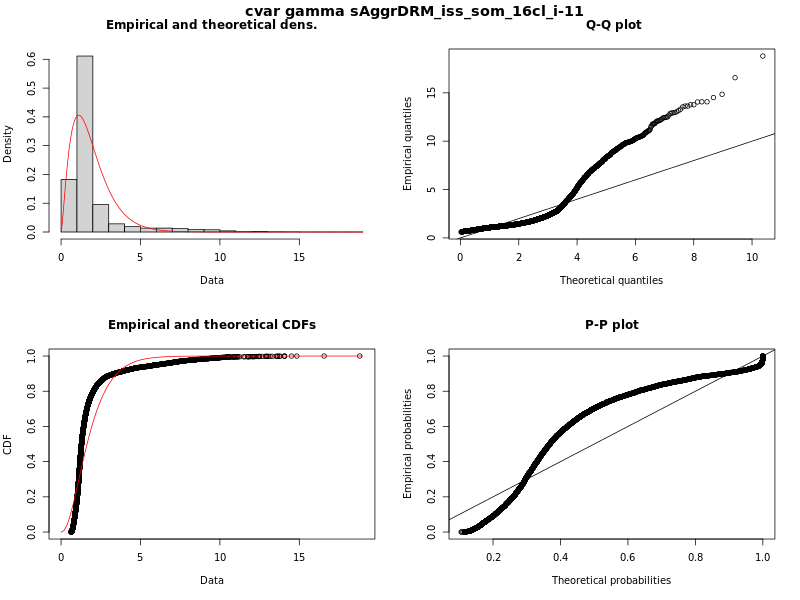 cvar gamma sAggrDRM_iss_som_16cl_i-11
Empirical and theoretical dens.
Density
0.0 0.1 0.2 0.3 0.4 0.5 0.6
0 5 10 15
Data
Q-Q plot
Empirical quantiles
0 5 10 15
0 2 4 6 8 10
Theoretical quantiles
Empirical and theoretical CDFs
CDF
0.0 0.2 0.4 0.6 0.8 1.0
0 5 10 15
Data
P-P plot
Empirical probabilities
0.0 0.2 0.4 0.6 0.8 1.0
0.2 0.4 0.6 0.8 1.0
Theoretical probabilities